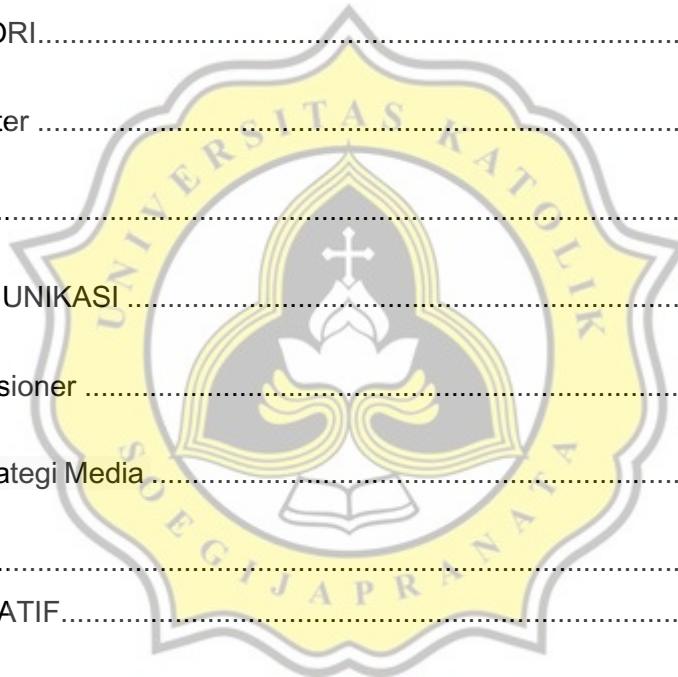 ORI..............................................................................
ter ..............................................................................
..............................................................................
UNIKASI ..............................................................................
sioner ..............................................................................
ategi Media ..............................................................................
..............................................................................
ATIF..............................................................................
UNIVERSITAS KATOLIK
SOEGIJAPRANATA